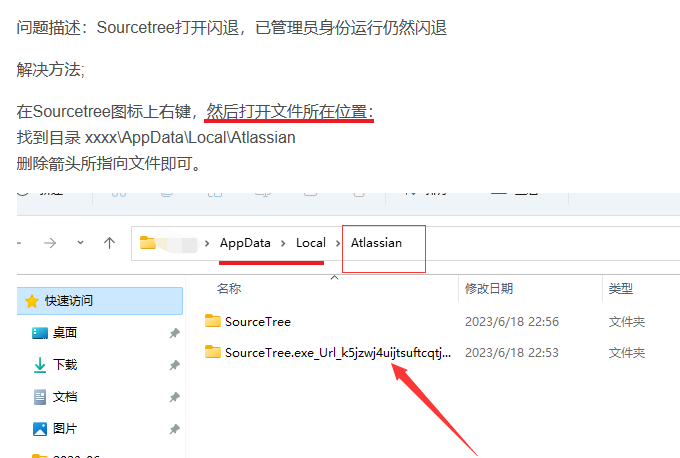 问题描述：Sourcetree打开闪退，已管理员身份运行仍然闪退
解决方法;
在Sourcetree图标上右键，然后打开文件所在位置：
找到目录 xxxx\AppData\Local\Atlassian
删除箭头所指向文件即可。
AppData › Local › Atlassian
名称 修改日期 类型
快速访问
SourceTree 2023/6/18 22:56 文件夹
桌面
SourceTree.exe_Url_k5jzwj4uijtsuftcqtj... 2023/6/18 22:53 文件夹
下载
文档
图片